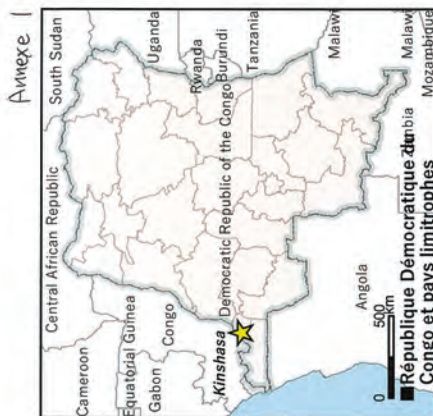 Annexe 1
Central African Republic
South Sudan
Cameroon
Equatorial Guinea
Gabon
Congo
Uganda
Rwanda
Burundi
Kinshasa
Democratic Republic of the Congo
Tanzania
Angola
Zambia
Malawi
Malawi
Mozambique
500
km
République Démocratique du
Congo et pays limitrophes